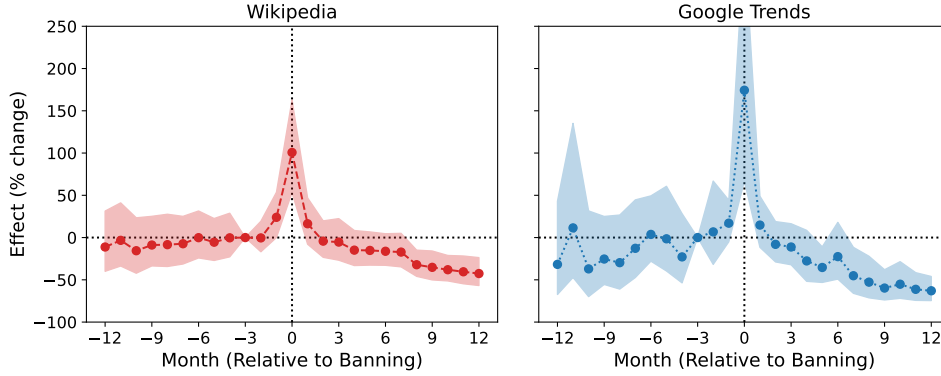 Wikipedia
Google Trends
Effect (% change)
250
200
150
100
50
0
−50
−100
−12 −9 −6 −3 0 3 6 9 12
−12 −9 −6 −3 0 3 6 9 12
Month (Relative to Banning)
Month (Relative to Banning)